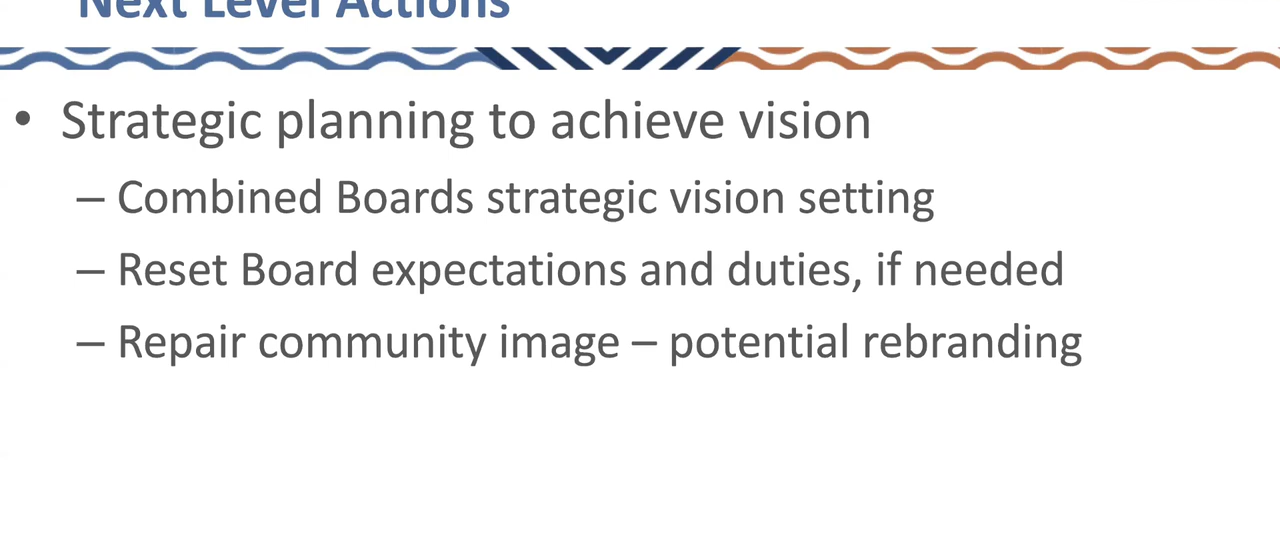 Next Level Actions
• Strategic planning to achieve vision
– Combined Boards strategic vision setting
– Reset Board expectations and duties, if needed
– Repair community image – potential rebranding